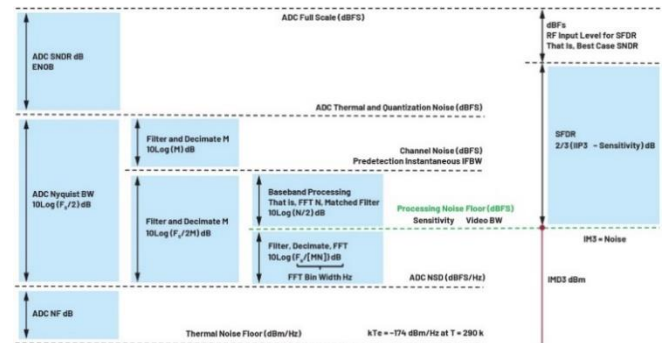 ADC Full Scale (dBFS)
dBFs
RF Input Level for SFDR
That Is, Best Case SNDR
ADC SNDR dB
ENOB
ADC Thermal and Quantization Noise (dBFS)
Filter and Decimate M
10Log (M) dB
Channel Noise (dBFS)
Predetection Instantaneous IFBW
SFDR
2/3 (IIP3 – Sensitivity) dB
ADC Nyquist BW
10Log (Fs/2) dB
Filter and Decimate M
10Log (Fs/2M) dB
Baseband Processing
That Is, FFT N, Matched Filter
10Log (N/2) dB
Processing Noise Floor (dBFS)
Sensitivity Video BW
IM3 = Noise
Filter, Decimate, FFT
10Log (Fs/[MN]) dB
FFT Bin Width Hz
ADC NSD (dBFS/Hz)
IMD3 dBm
ADC NF dB
Thermal Noise Floor (dBm/Hz) kTe = –174 dBm/Hz at T = 290 k